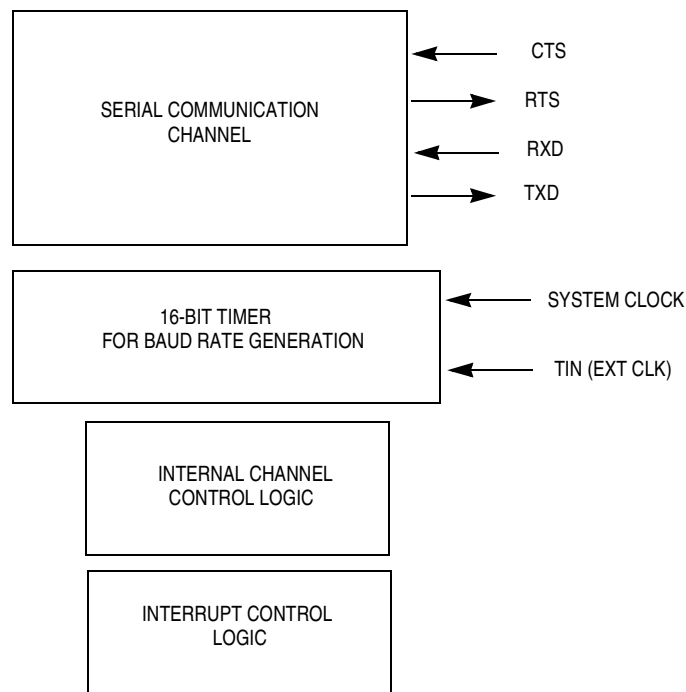 SERIAL COMMUNICATION
CHANNEL
CTS
RTS
RXD
TXD
16-BIT TIMER
FOR BAUD RATE GENERATION
SYSTEM CLOCK
TIN (EXT CLK)
INTERNAL CHANNEL
CONTROL LOGIC
INTERRUPT CONTROL
LOGIC